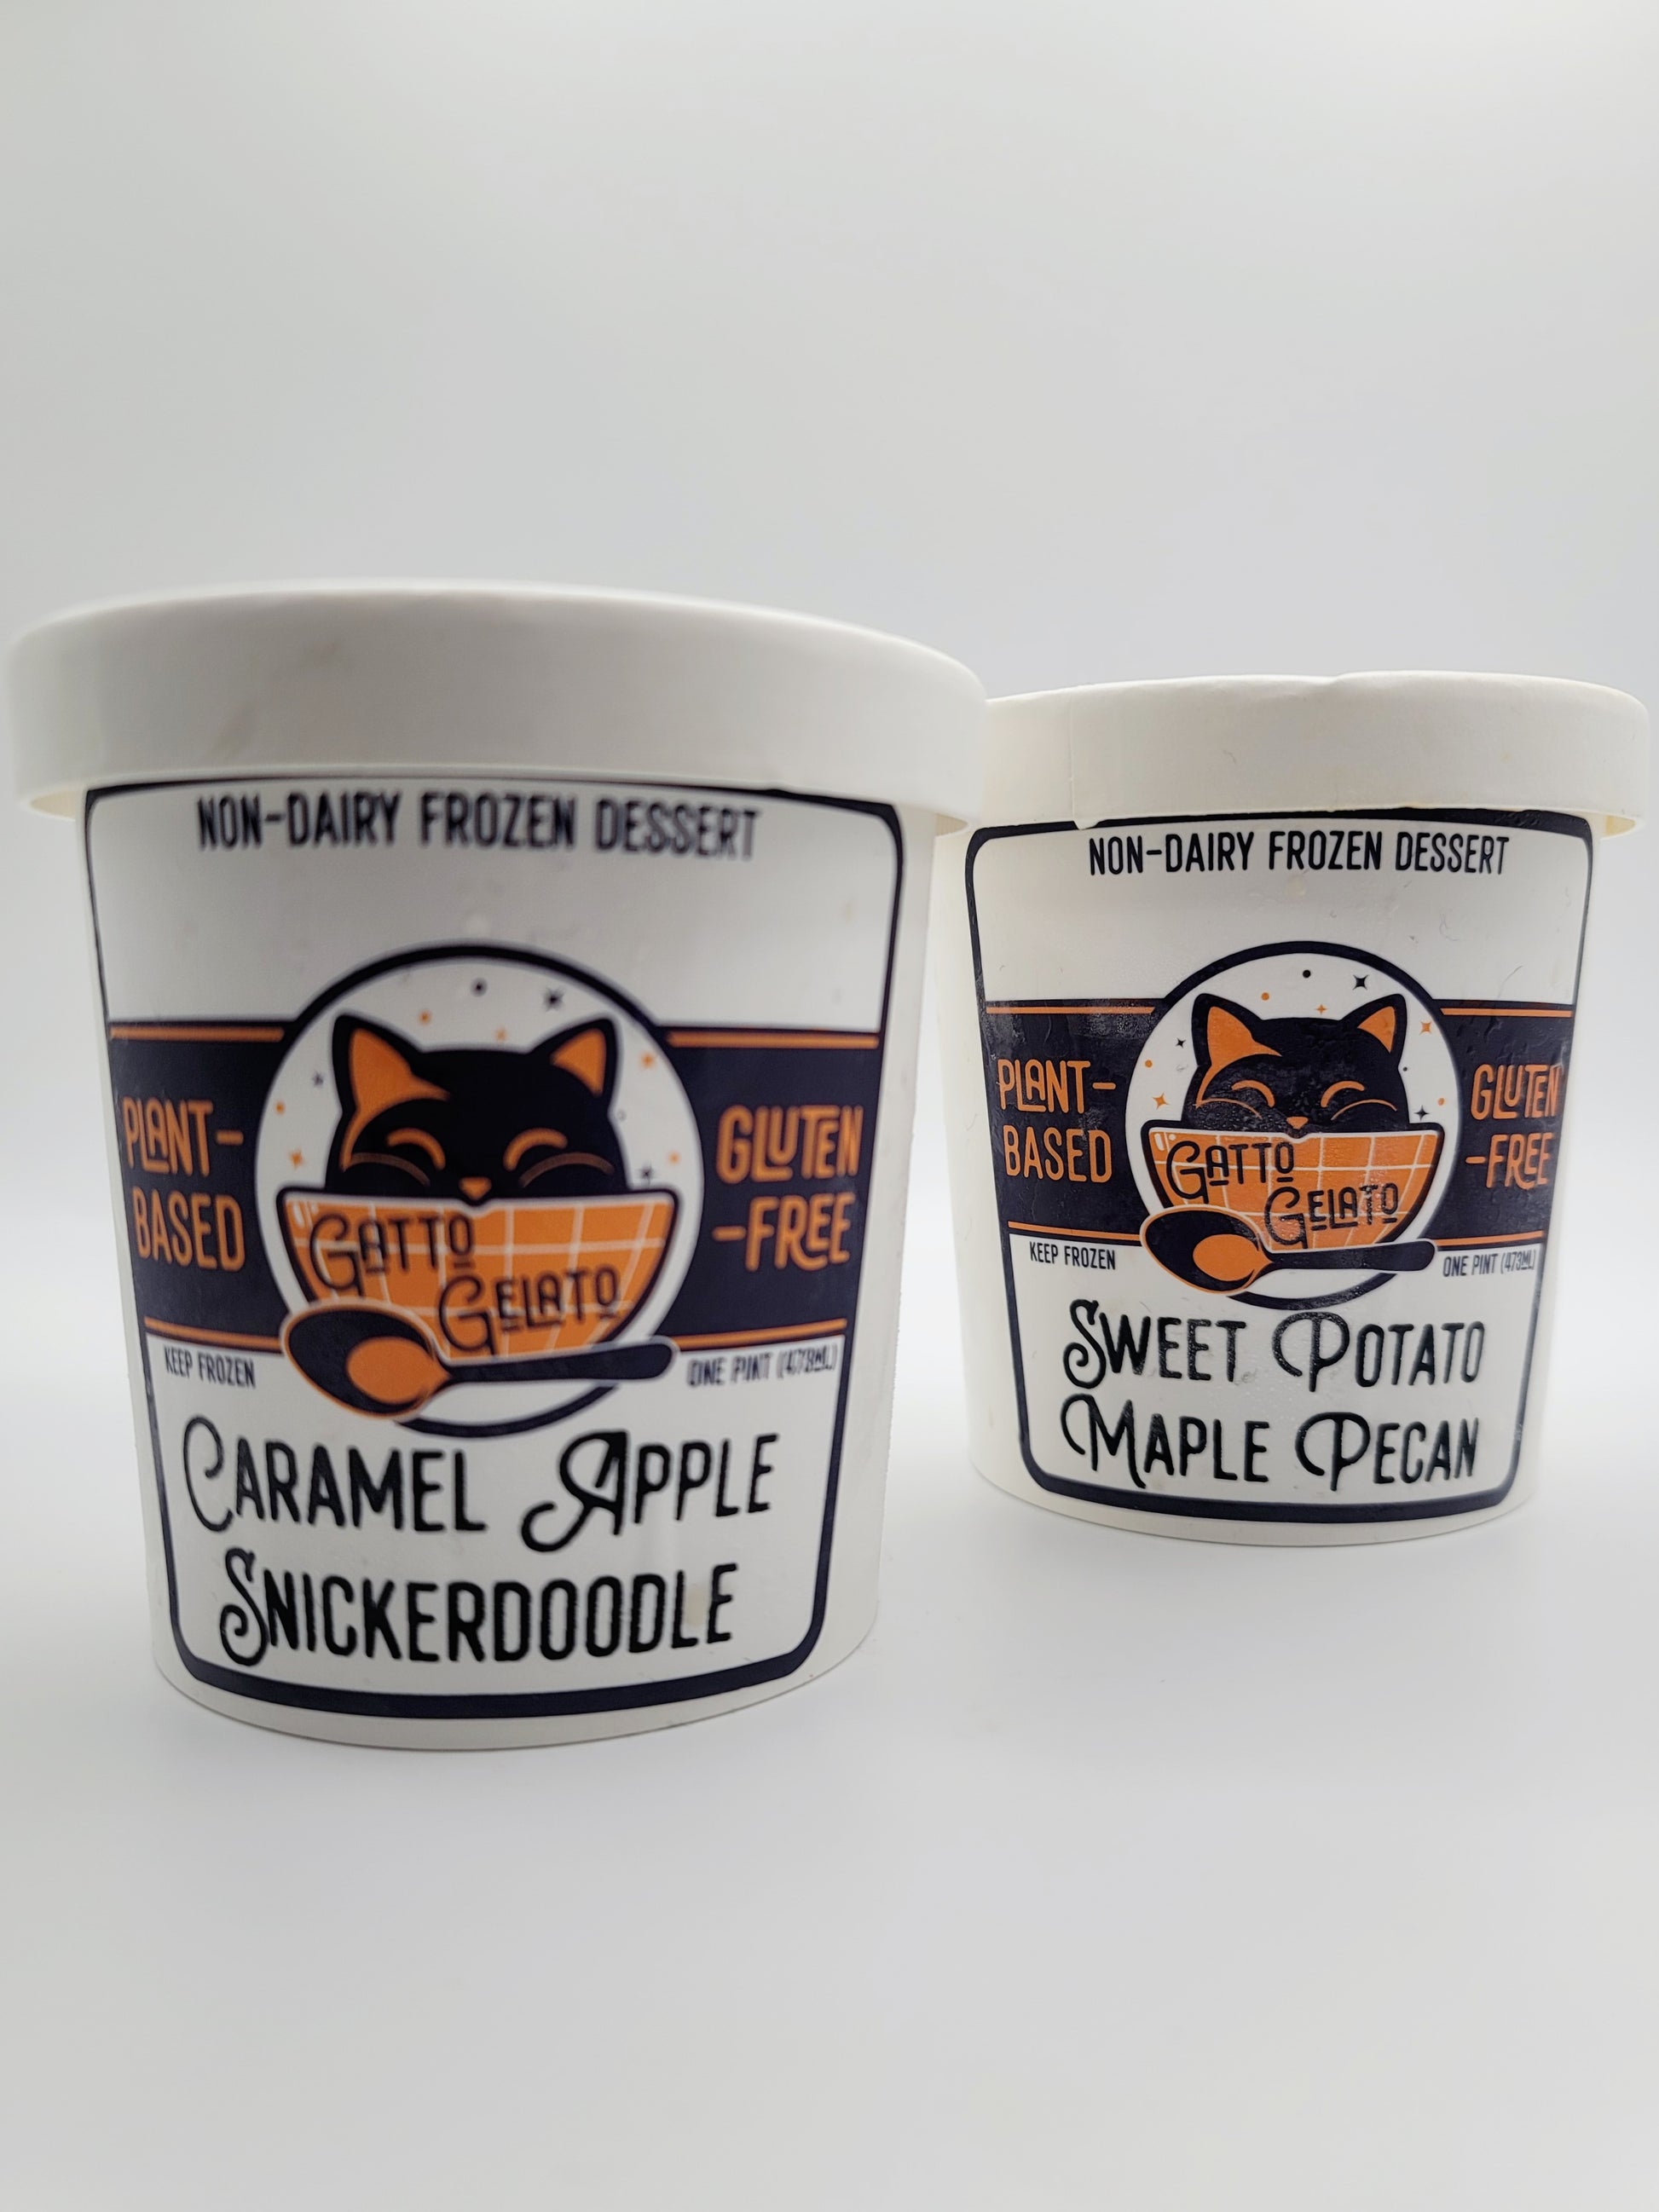 NON-DAIRY FROZEN DESSERT
PLANT-
BASED
GATTO
GELATO
GLUTEN
-FREE
KEEP FROZEN
ONE PINT (473ML)
CARAMEL APPLE
SNICKERDOODLE
NON-DAIRY FROZEN DESSERT
PLANT-
BASED
GATTO
GELATO
GLUTEN
-FREE
KEEP FROZEN
ONE PINT (473ML)
SWEET POTATO
MAPLE PECAN